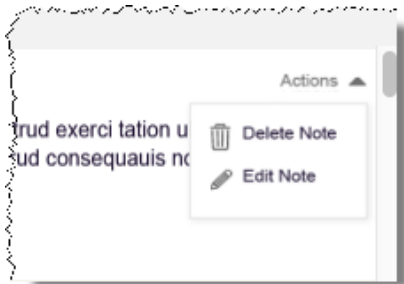 Actions
trud exerci tation u
Delete Note
ud consequauis no
Edit Note